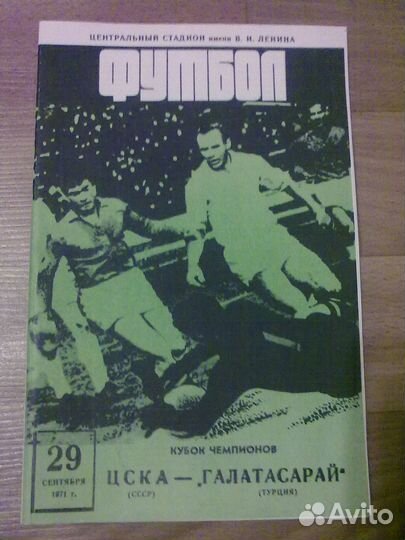 ЦЕНТРАЛЬНЫЙ СТАДИОН имени В. И. ЛЕНИНА
ФУТБОЛ
КУБОК ЧЕМПИОНОВ
29
СЕНТЯБРЯ
1971 г.
ЦСКА — „ГАЛАТАСАРАЙ"
(СССР) (ТУРЦИЯ)
Avito